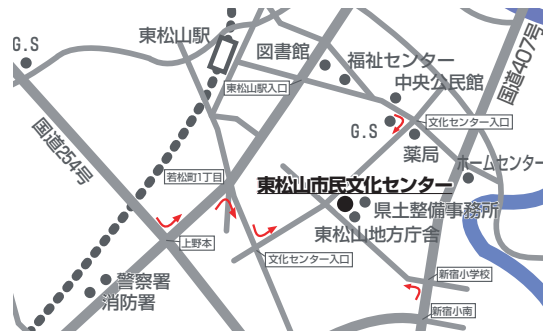 G.S
東松山駅
図書館
福祉センター
中央公民館
国道407号
東松山駅入口
G.S
文化センター入口
薬局
国道254号
ホームセンター
若松町1丁目
東松山市民文化センター
県土整備事務所
東松山地方庁舎
上野本
文化センター入口
新宿小学校
警察署
消防署
新宿小南